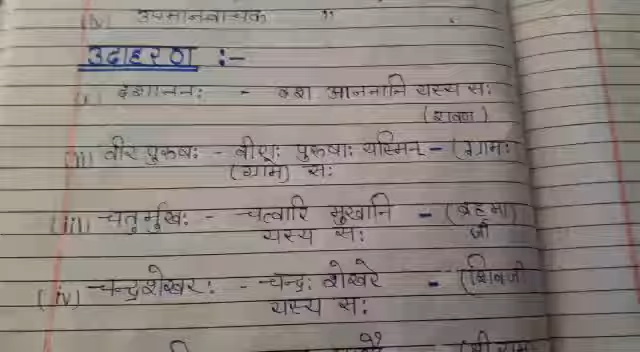 (iv) उपमानवाचक "
उदाहरण :-
(i) दशाननः - दश आननानि यस्य सः
(रावण)
(ii) वीरपुरुषः - वीराः पुरुषाः यस्मिन् - (ग्रामः
(ग्रामे) सः
(iii) चतुर्मुखः - चत्वारि मुखानि - (ब्रह्मा)
यस्य सः जी
(iv) चन्द्रशेखरः - चन्द्रः शेखरे - (शिवजी
यस्य सः